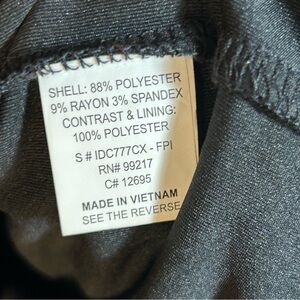 SHELL: 88% POLYESTER
9% RAYON 3% SPANDEX
CONTRAST & LINING:
100% POLYESTER
S # IDC777CX - FPI
RN# 99217
C# 12695
MADE IN VIETNAM
SEE THE REVERSE